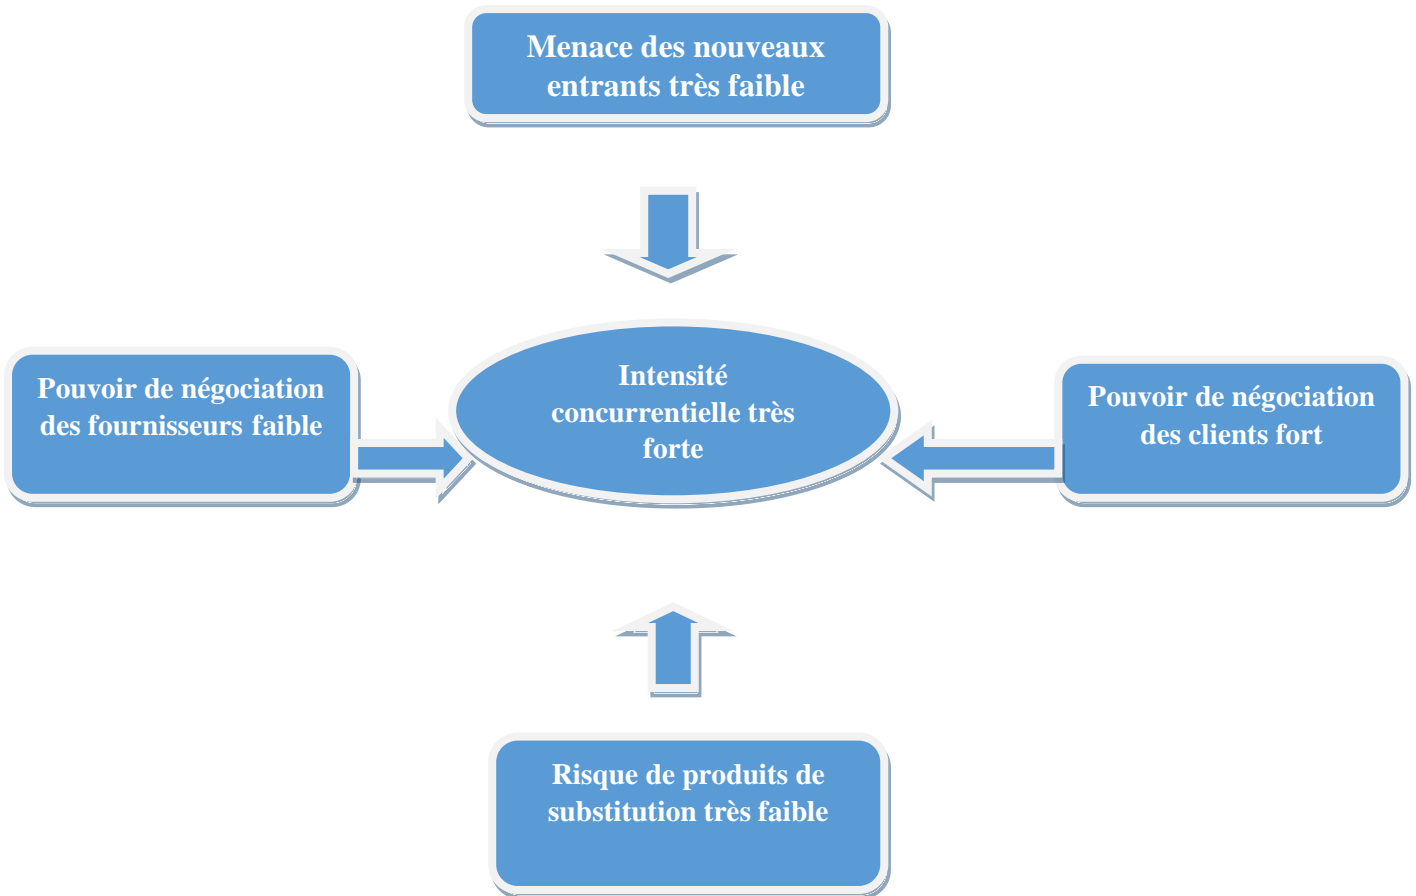 Menace des nouveaux
entrants très faible
Pouvoir de négociation
des fournisseurs faible
Intensité
concurrentielle très
forte
Pouvoir de négociation
des clients fort
Risque de produits de
substitution très faible